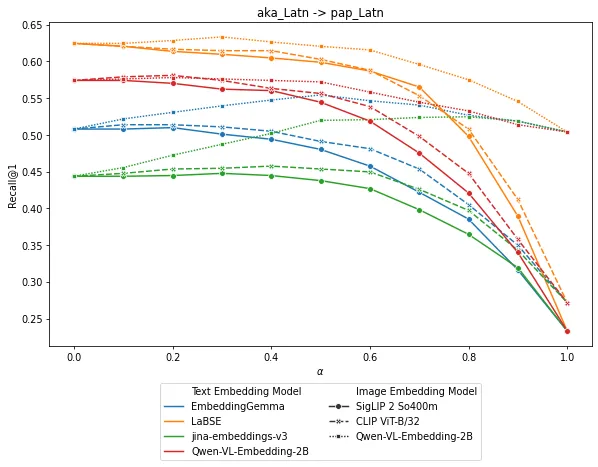 aka_Latn -> pap_Latn
0.65
0.60
0.55
0.50
0.45
0.40
0.35
0.30
0.25
Recall@1
0.0 0.2 0.4 0.6 0.8 1.0
α
Text Embedding Model Image Embedding Model
EmbeddingGemma SigLIP 2 So400m
LaBSE CLIP ViT-B/32
jina-embeddings-v3 Qwen-VL-Embedding-2B
Qwen-VL-Embedding-2B